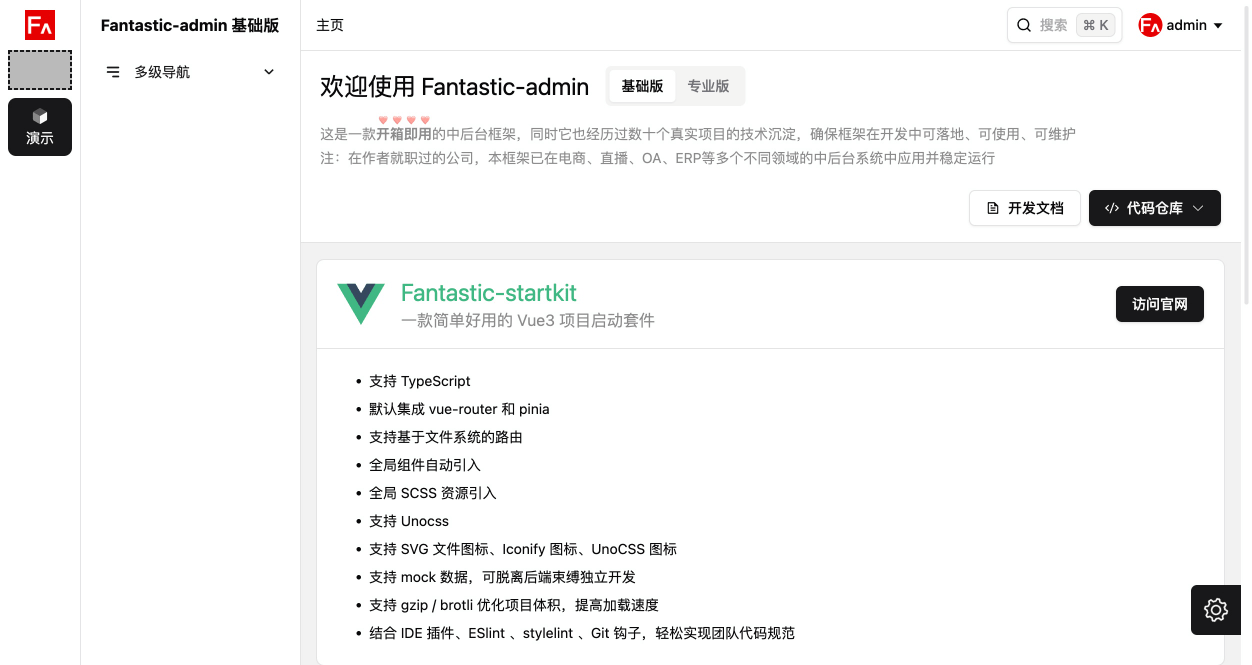 Fantastic-admin 基础版
主页
搜索 ⌘ K
admin
演示
多级导航
欢迎使用 Fantastic-admin
基础版 专业版
这是一款开箱即用的中后台框架，同时它也经历过数十个真实项目的技术沉淀，确保框架在开发中可落地、可使用、可维护
注：在作者就职过的公司，本框架已在电商、直播、OA、ERP等多个不同领域的中后台系统中应用并稳定运行
开发文档
代码仓库
Fantastic-startkit
一款简单好用的 Vue3 项目启动套件
访问官网
• 支持 TypeScript
• 默认集成 vue-router 和 pinia
• 支持基于文件系统的路由
• 全局组件自动引入
• 全局 SCSS 资源引入
• 支持 Unocss
• 支持 SVG 文件图标、Iconify 图标、UnoCSS 图标
• 支持 mock 数据，可脱离后端束缚独立开发
• 支持 gzip / brotli 优化项目体积，提高加载速度
• 结合 IDE 插件、ESlint 、stylelint 、Git 钩子，轻松实现团队代码规范